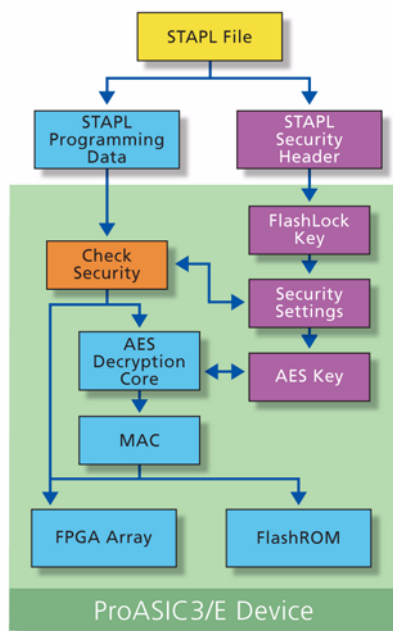 STAPL File
STAPL
Programming
Data
STAPL
Security
Header
FlashLock
Key
Check
Security
Security
Settings
AES
Decryption
Core
AES Key
MAC
FPGA Array
FlashROM
ProASIC3/E Device